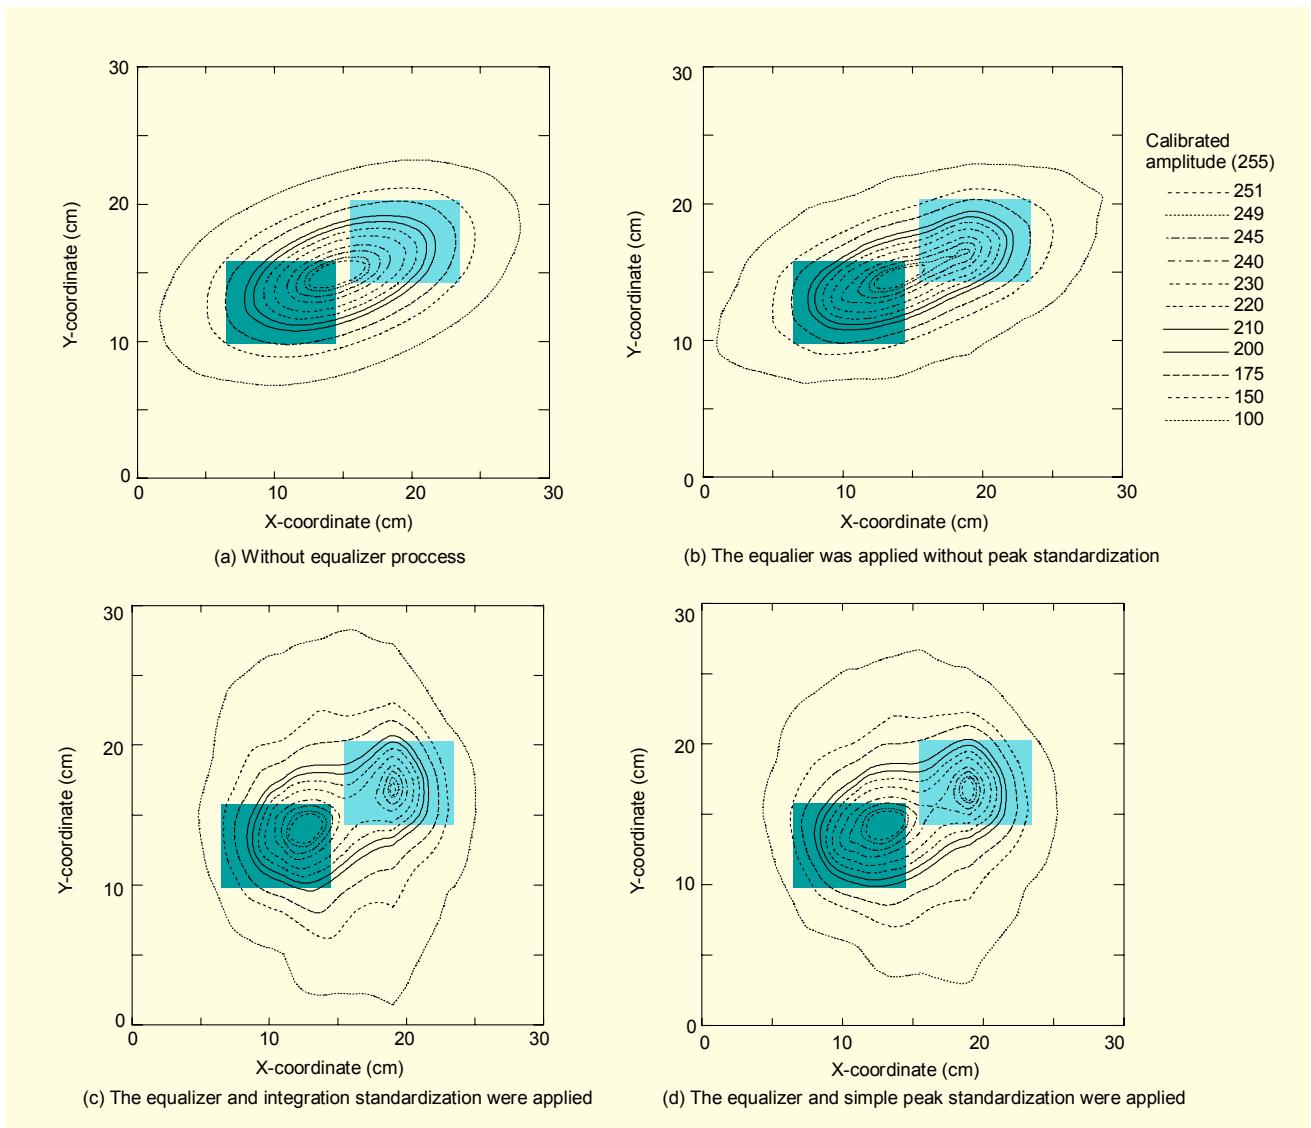 30
20
10
0
Y-coordinate (cm)
0 10 20 30
X-coordinate (cm)
(a) Without equalizer proccess
30
20
10
0
Y-coordinate (cm)
0 10 20 30
X-coordinate (cm)
(b) The equalier was applied without peak standardization
Calibrated
amplitude (255)
251
249
245
240
230
220
210
200
175
150
100
30
20
10
0
Y-coordinate (cm)
0 10 20 30
X-coordinate (cm)
(c) The equalizer and integration standardization were applied
30
20
10
0
Y-coordinate (cm)
0 10 20 30
X-coordinate (cm)
(d) The equalizer and simple peak standardization were applied